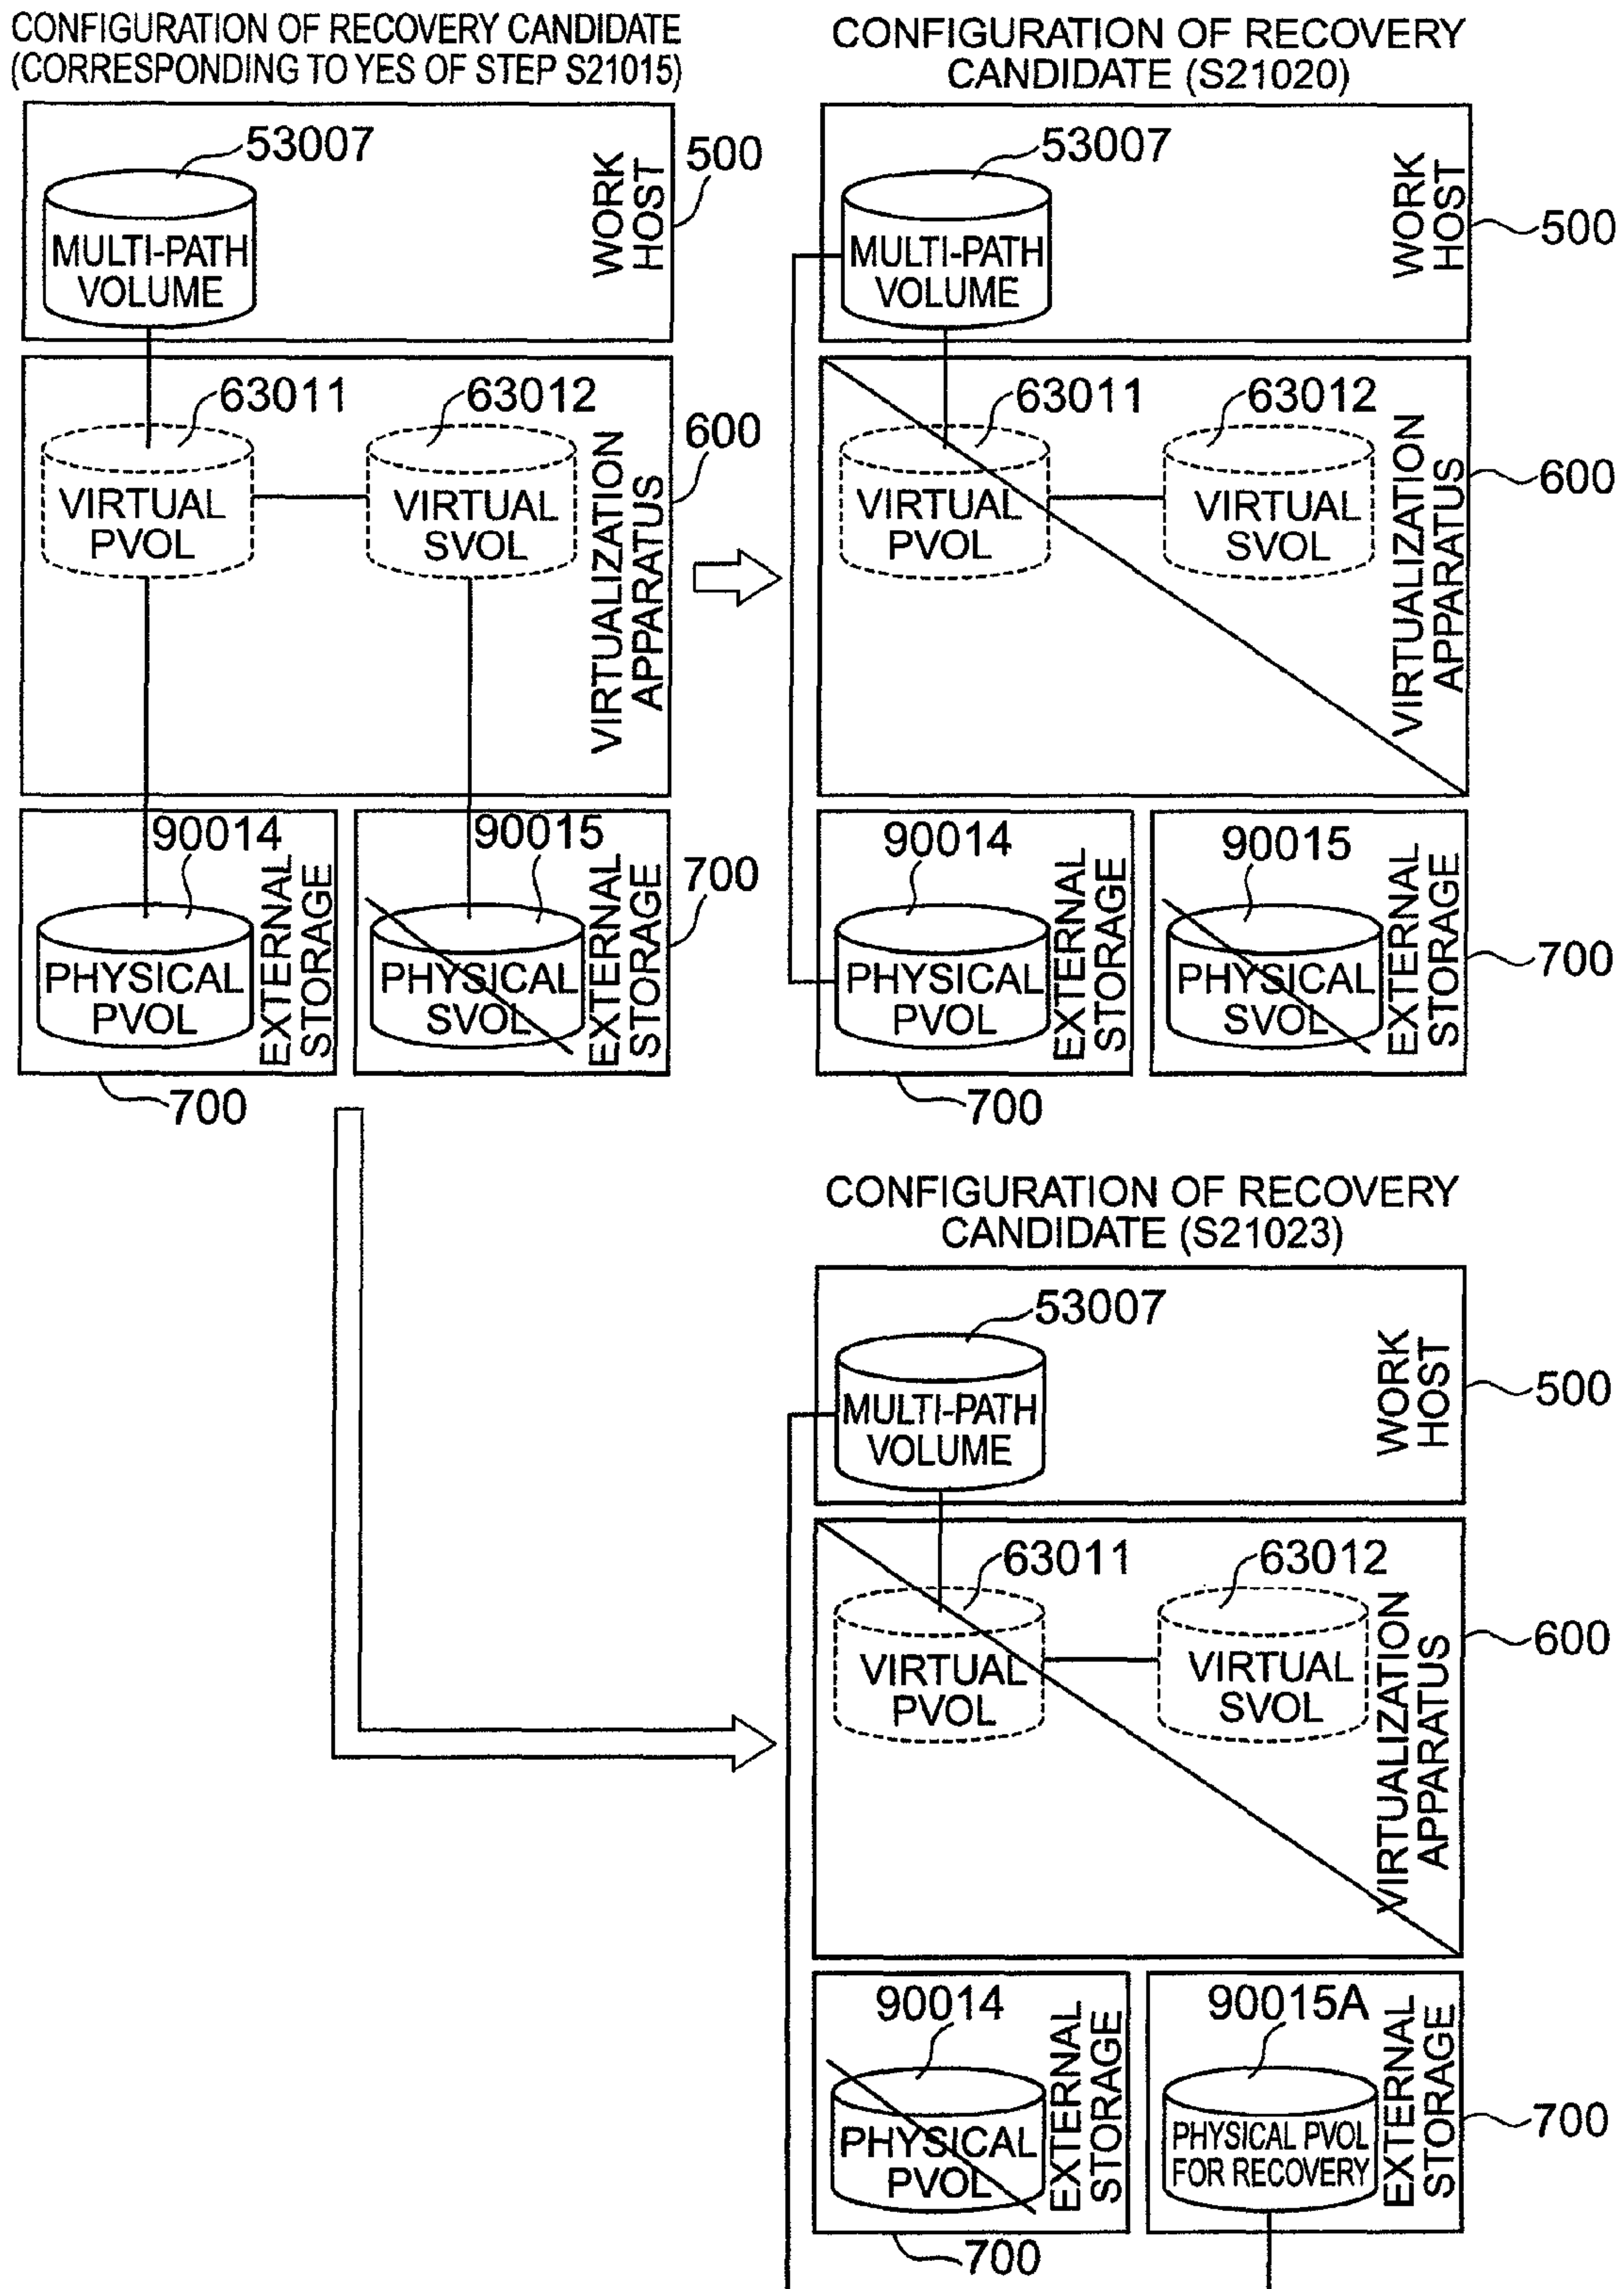 CONFIGURATION OF RECOVERY CANDIDATE
(CORRESPONDING TO YES OF STEP S21015)
53007
MULTI-PATH
VOLUME
WORK
HOST
500
63011
63012
VIRTUAL
PVOL
VIRTUAL
SVOL
VIRTUALIZATION
APPARATUS
600
90014
PHYSICAL
PVOL
EXTERNAL
STORAGE
700
90015
PHYSICAL
SVOL
EXTERNAL
STORAGE
700
CONFIGURATION OF RECOVERY
CANDIDATE (S21020)
53007
MULTI-PATH
VOLUME
WORK
HOST
500
63011
63012
VIRTUAL
PVOL
VIRTUAL
SVOL
VIRTUALIZATION
APPARATUS
600
90014
PHYSICAL
PVOL
EXTERNAL
STORAGE
700
90015
PHYSICAL
SVOL
EXTERNAL
STORAGE
700
CONFIGURATION OF RECOVERY
CANDIDATE (S21023)
53007
MULTI-PATH
VOLUME
WORK
HOST
500
63011
63012
VIRTUAL
PVOL
VIRTUAL
SVOL
VIRTUALIZATION
APPARATUS
600
90014
PHYSICAL
PVOL
EXTERNAL
STORAGE
700
90015A
PHYSICAL PVOL
FOR RECOVERY
EXTERNAL
STORAGE
700